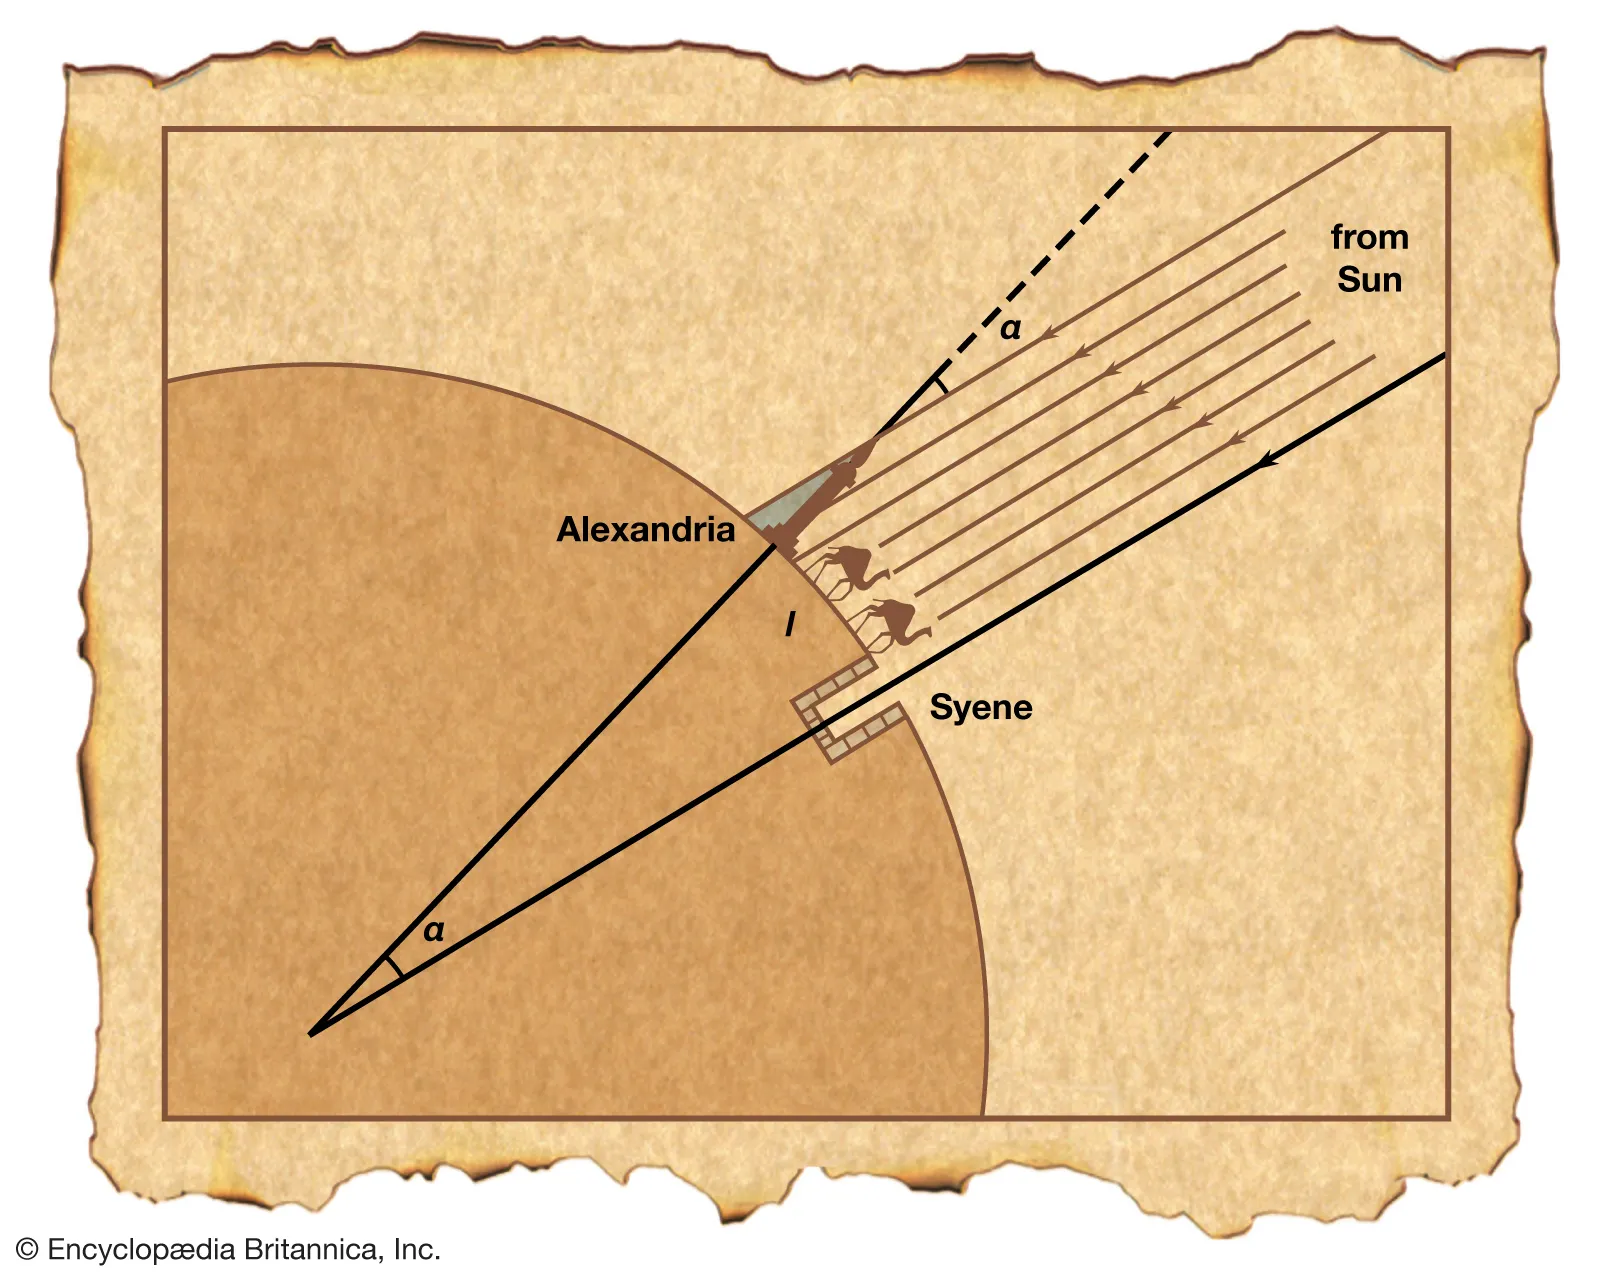 from
Sun
α
Alexandria
l
Syene
α
© Encyclopædia Britannica, Inc.